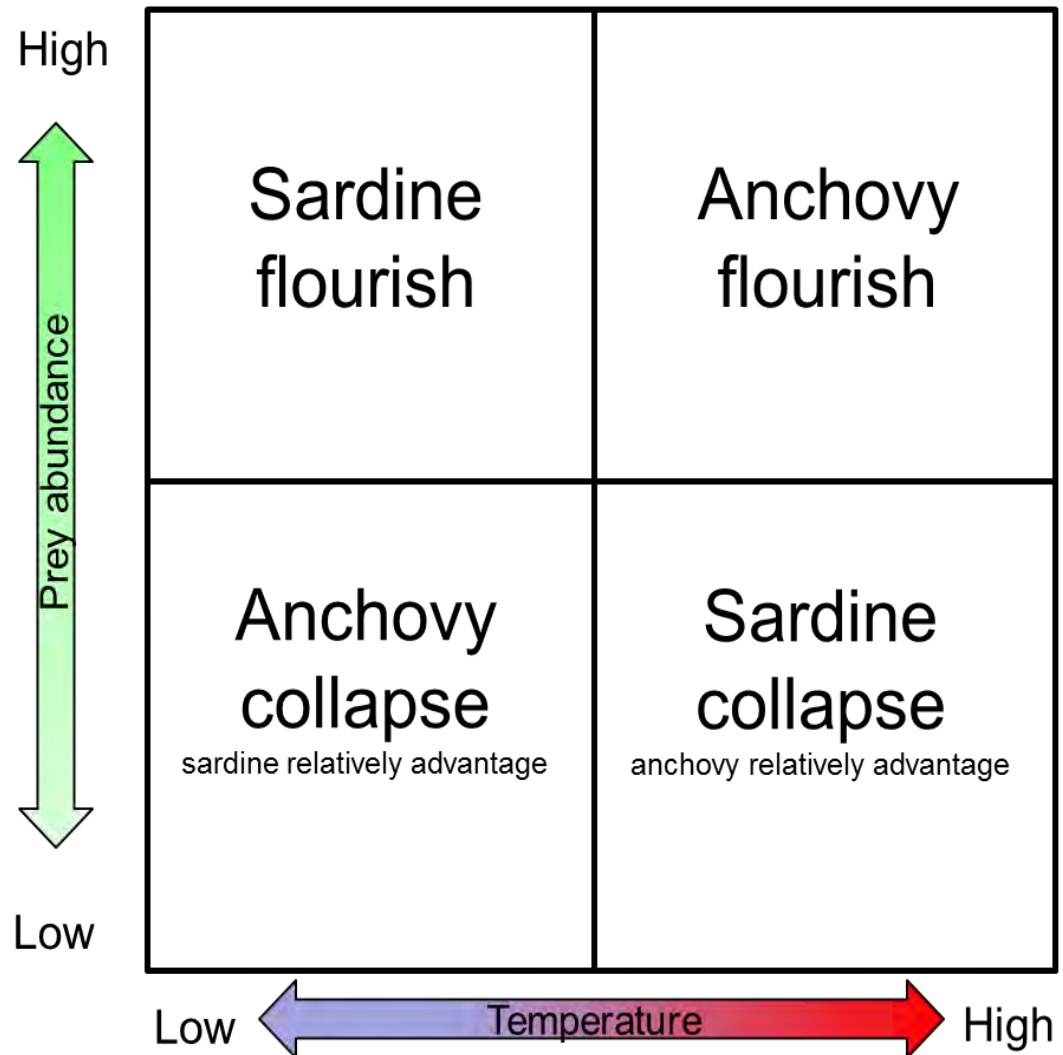 High
Sardine
flourish
Anchovy
flourish
Prey abundance
Anchovy
collapse
sardine relatively advantage
Sardine
collapse
anchovy relatively advantage
Low
Low
Temperature
High